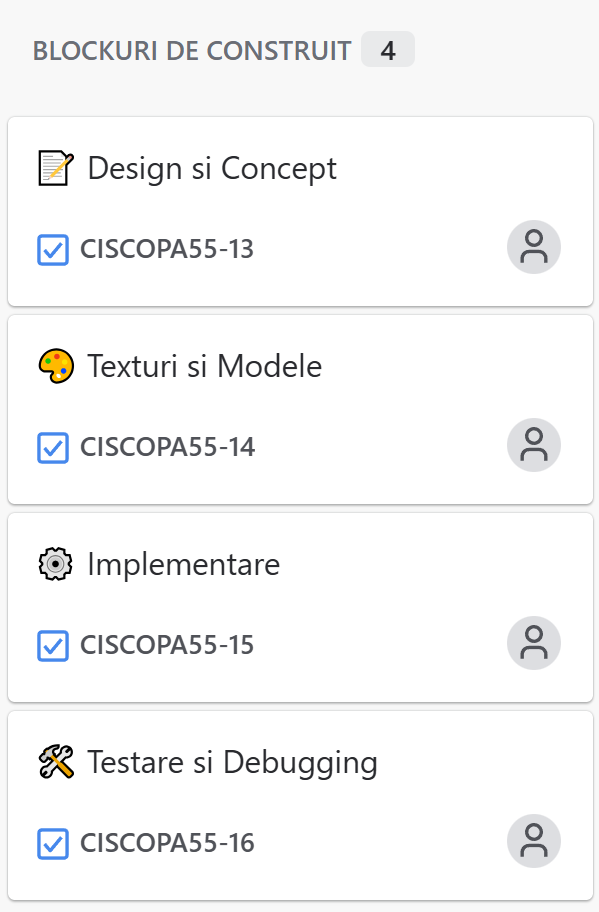 BLOCKURI DE CONSTRUIT 4
📝 Design si Concept
CISCOPA55-13
🎨 Texturi si Modele
CISCOPA55-14
⚙️ Implementare
CISCOPA55-15
🛠️ Testare si Debugging
CISCOPA55-16